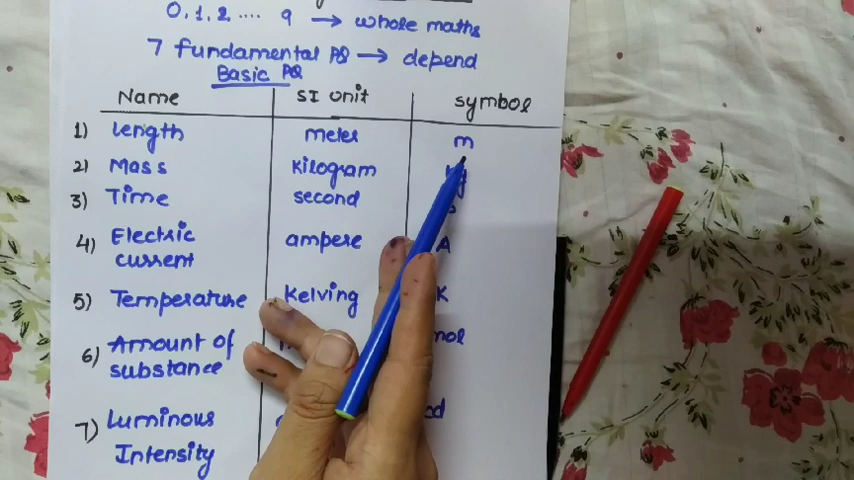 0, 1, 2 .... 9 → whole maths
7 fundamental PQ → depend
Basic PQ
Name SI unit symbol
1) length meter m
2) Mass kilogram kg
3) Time second
4) Electric current ampere A
5) Temperature Kelving K
6) Amount of substance mol
7) Luminous Intensity cd